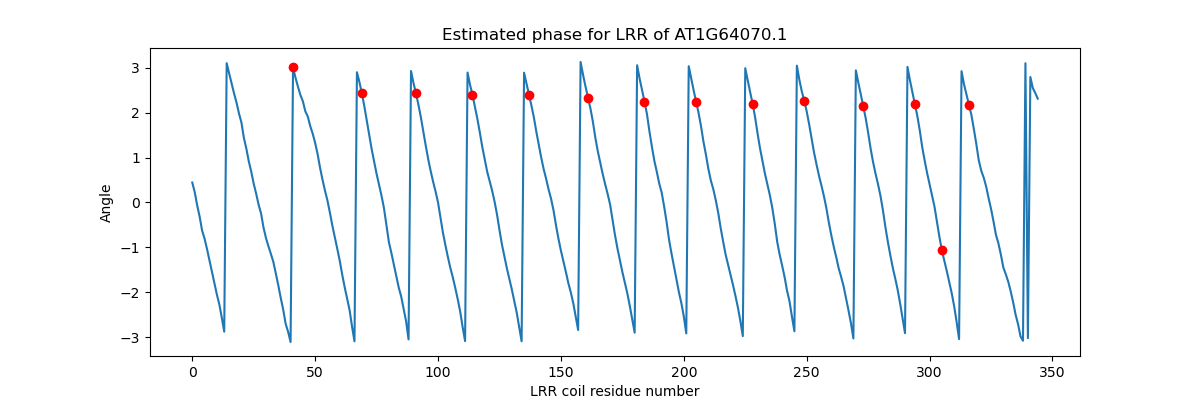 Estimated phase for LRR of AT1G64070.1
3
2
1
0
−1
−2
−3
Angle
0 50 100 150 200 250 300 350
LRR coil residue number